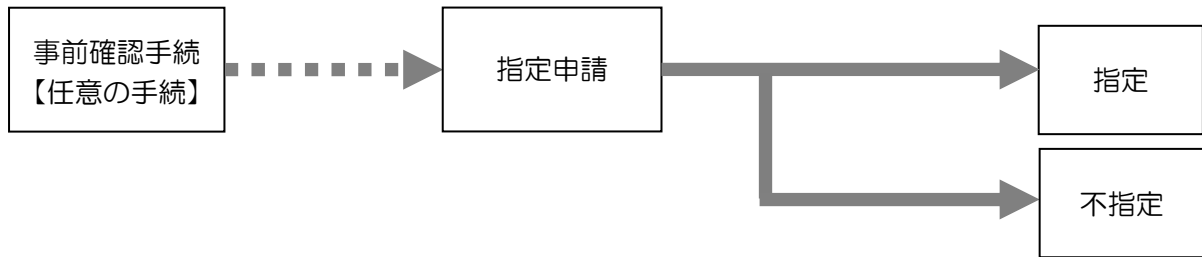 事前確認手続
【任意の手続】
指定申請
指定
不指定